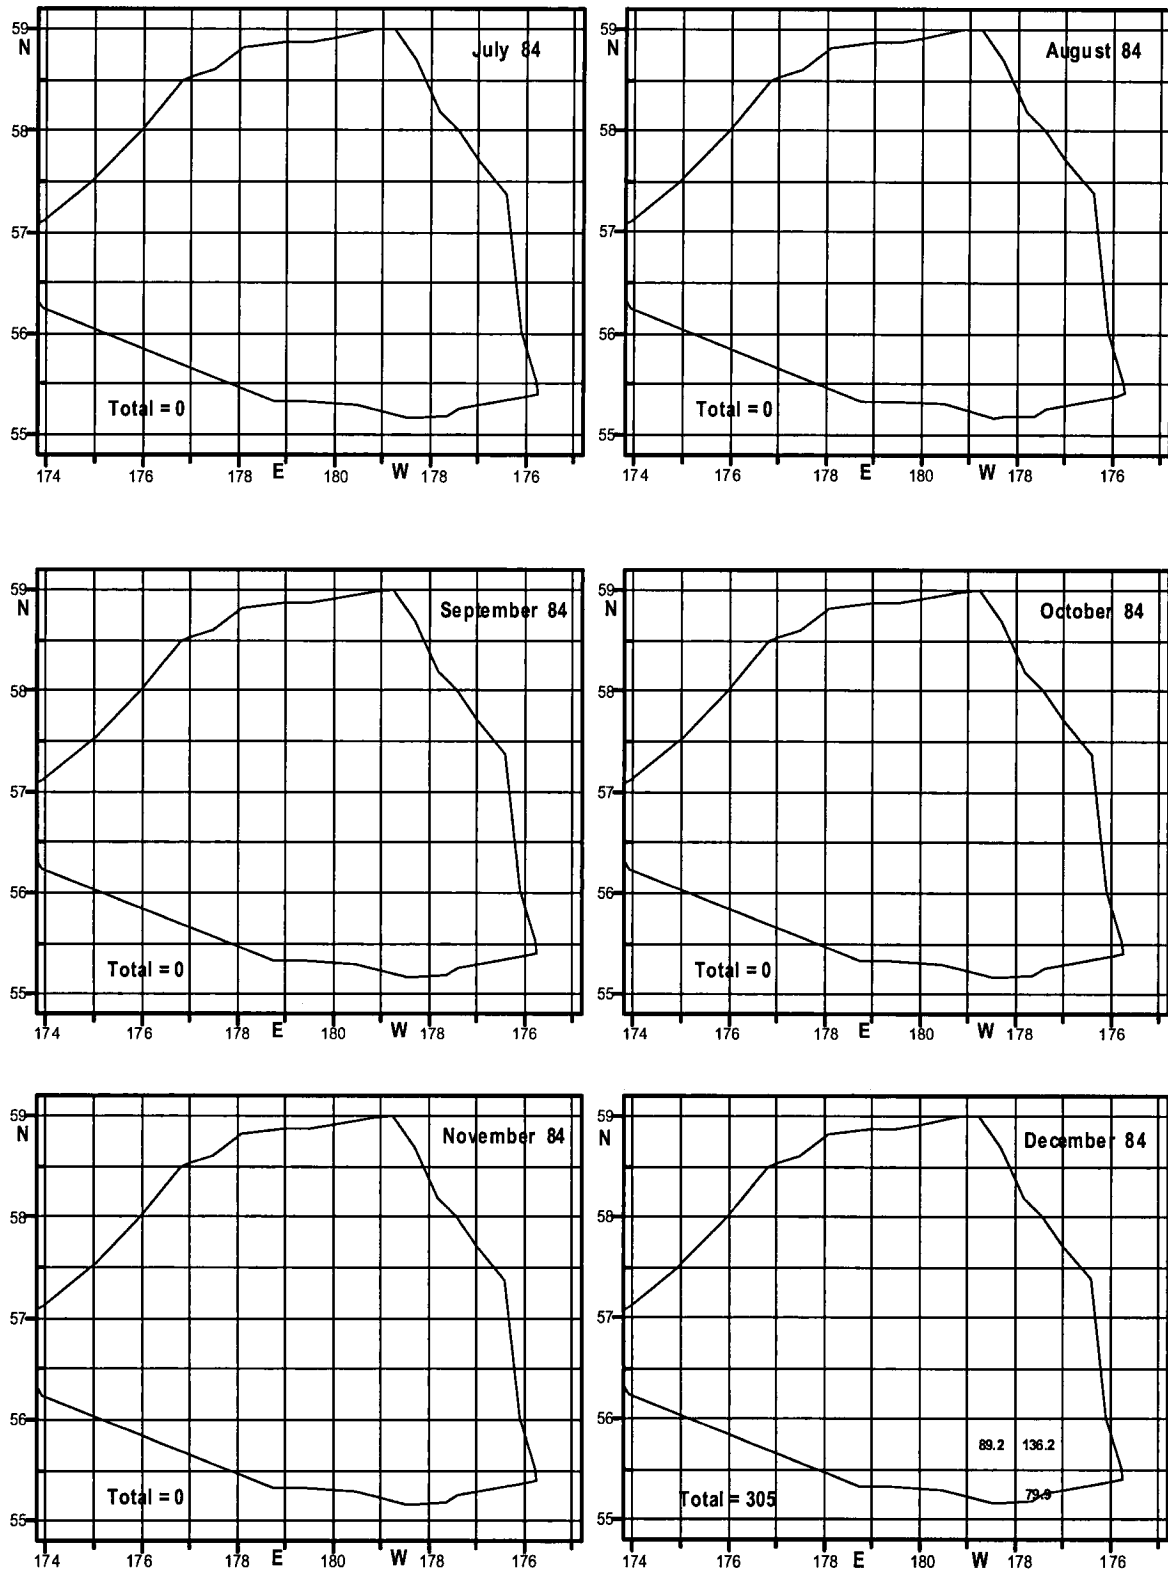 59
N
July 84
58
57
56
55
Total = 0
174 176 178 E 180 W 178 176
59
N
August 84
58
57
56
55
Total = 0
174 176 178 E 180 W 178 176
59
N
September 84
58
57
56
55
Total = 0
174 176 178 E 180 W 178 176
59
N
October 84
58
57
56
55
Total = 0
174 176 178 E 180 W 178 176
59
N
November 84
58
57
56
55
Total = 0
174 176 178 E 180 W 178 176
59
N
December 84
58
57
56
89.2 136.2
79.9
Total = 305
55
174 176 178 E 180 W 178 176